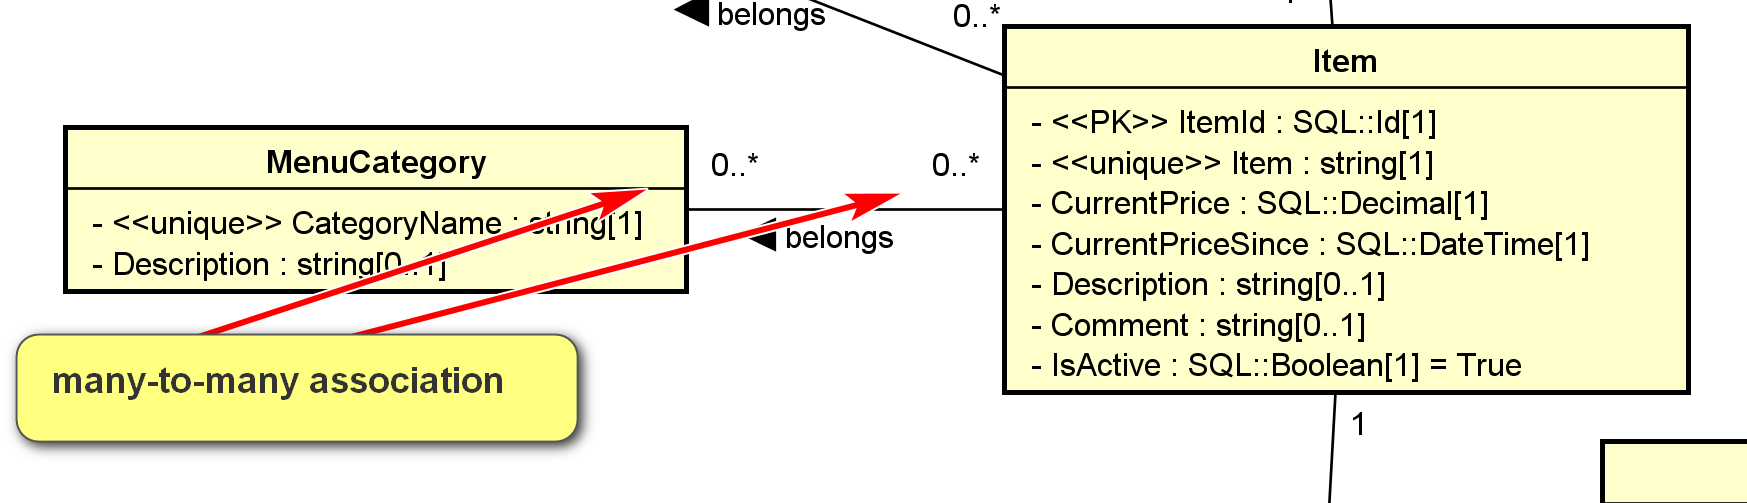 belongs
0..*
Item
- <<PK>> ItemId : SQL::Id[1]
- <<unique>> Item : string[1]
- CurrentPrice : SQL::Decimal[1]
- CurrentPriceSince : SQL::DateTime[1]
- Description : string[0..1]
- Comment : string[0..1]
- IsActive : SQL::Boolean[1] = True
MenuCategory
- <<unique>> CategoryName : string[1]
- Description : string[0..1]
0..*
0..*
belongs
many-to-many association
1